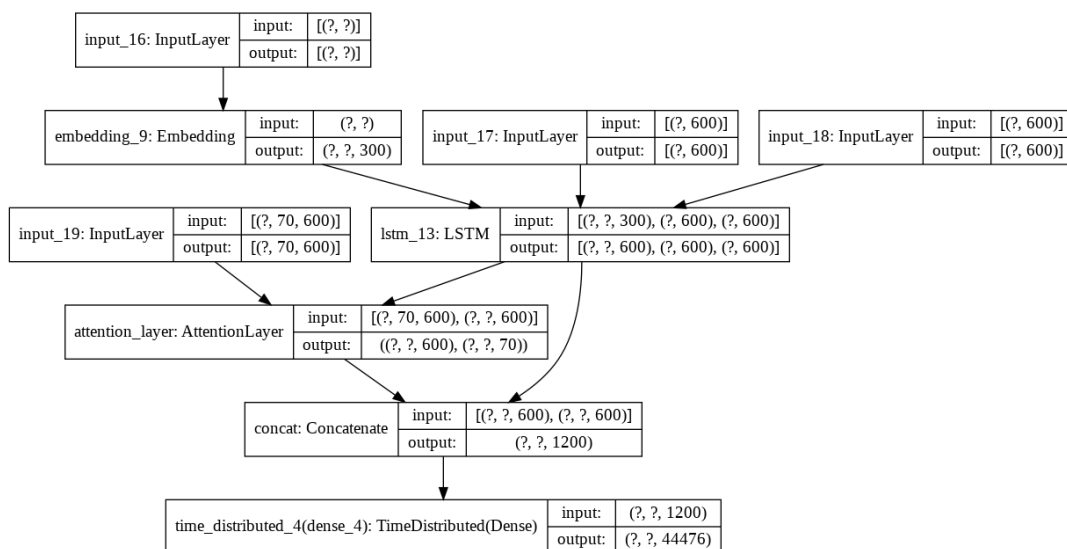 input_16: InputLayer
input: [(?, ?)]
output: [(?, ?)]
embedding_9: Embedding
input: (?, ?)
output: (?, ?, 300)
input_17: InputLayer
input: [(?, 600)]
output: [(?, 600)]
input_18: InputLayer
input: [(?, 600)]
output: [(?, 600)]
input_19: InputLayer
input: [(?, 70, 600)]
output: [(?, 70, 600)]
lstm_13: LSTM
input: [(?, ?, 300), (?, 600), (?, 600)]
output: [(?, ?, 600), (?, 600), (?, 600)]
attention_layer: AttentionLayer
input: [(?, 70, 600), (?, ?, 600)]
output: ((?, ?, 600), (?, ?, 70))
concat: Concatenate
input: [(?, ?, 600), (?, ?, 600)]
output: (?, ?, 1200)
time_distributed_4(dense_4): TimeDistributed(Dense)
input: (?, ?, 1200)
output: (?, ?, 44476)